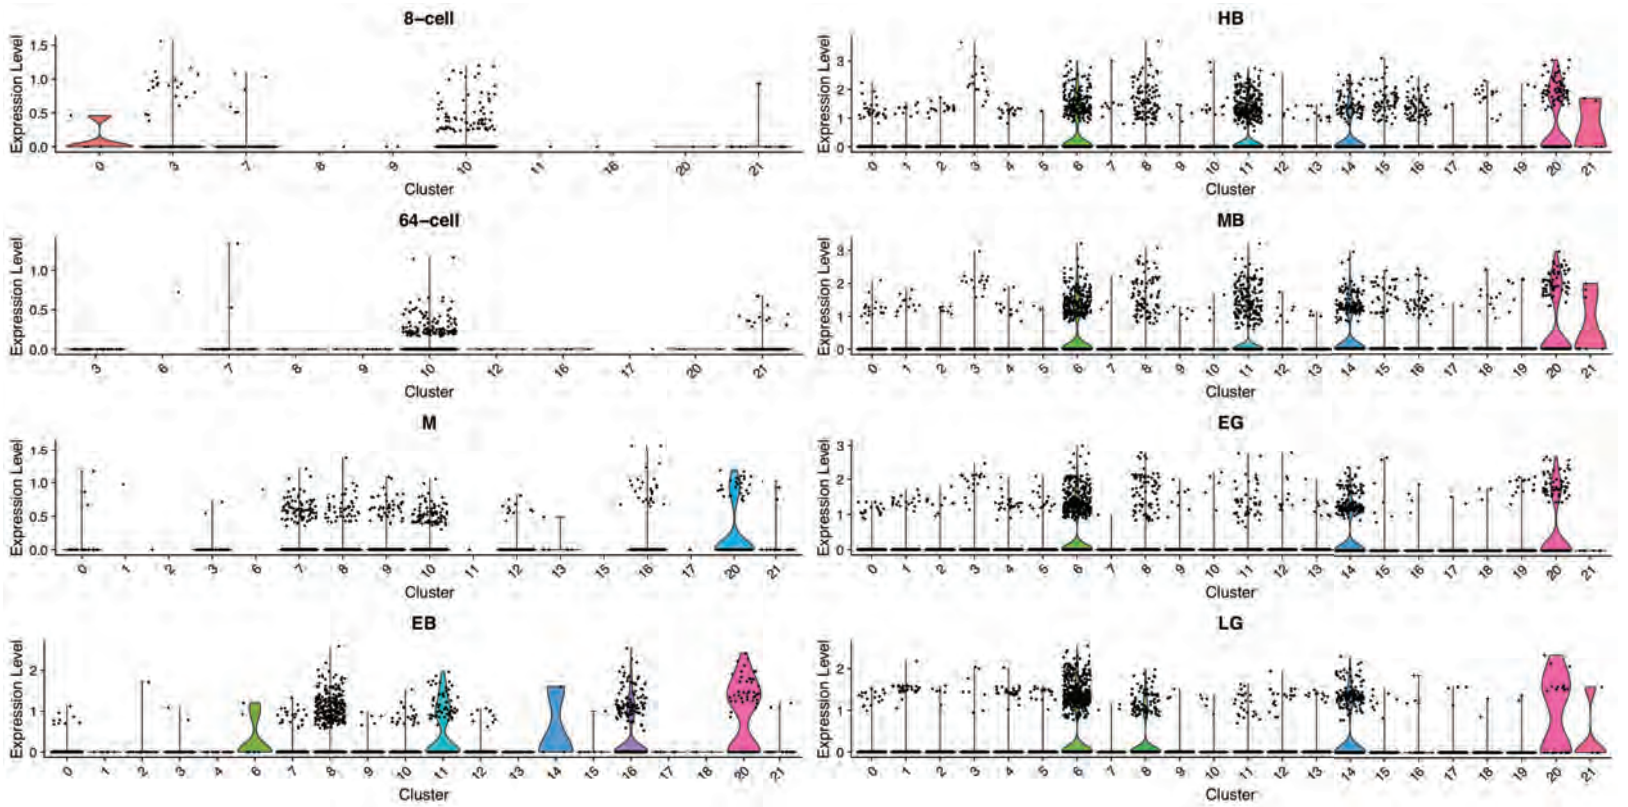 8-cell
Expression Level
1.5
1.0
0.5
0.0
0 3 7 8 9 10 11 18 20 21
Cluster
64-cell
Expression Level
1.0
0.5
0.0
3 6 7 8 9 10 12 16 17 20 21
Cluster
M
Expression Level
1.5
1.0
0.5
0.0
0 1 2 3 6 7 8 9 10 11 12 13 15 16 20 21
Cluster
EB
Expression Level
2
1
0
0 1 2 3 4 6 7 8 9 10 11 12 13 14 15 16 17 18 20 21
Cluster
HB
Expression Level
3
2
1
0
0 1 2 3 4 5 6 7 8 9 10 11 12 13 14 15 16 17 18 19 20 21
Cluster
MB
Expression Level
3
2
1
0
0 1 2 3 4 5 6 7 8 9 10 11 12 13 14 15 16 17 18 19 20 21
Cluster
EG
Expression Level
3
2
1
0
0 1 2 3 4 5 6 7 8 9 10 11 12 13 14 15 16 17 18 19 20 21
Cluster
LG
Expression Level
2
1
0
0 1 2 3 4 5 6 7 8 9 10 11 12 13 14 15 16 17 18 19 20 21
Cluster